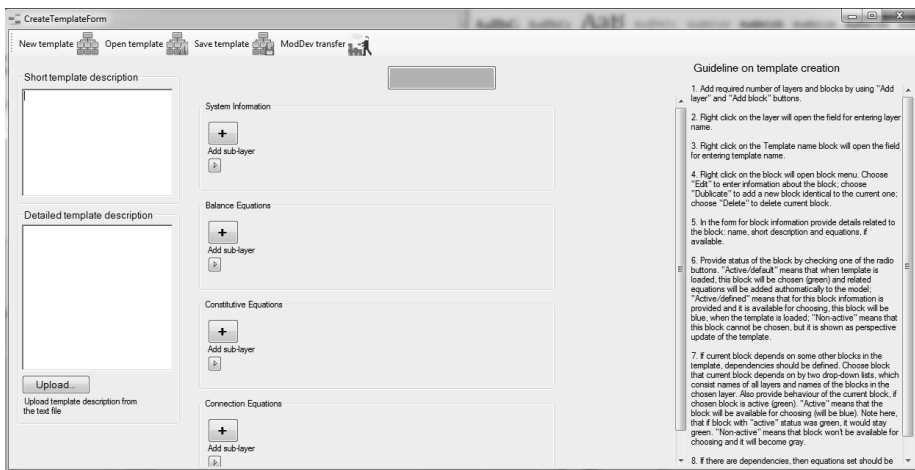 CreateTemplateForm
New template Open template Save template ModDev transfer
Short template description
Detailed template description
Upload...
Upload template description from
the text file
System Information
+
Add sub-layer
Balance Equations
+
Add sub-layer
Constitutive Equations
+
Add sub-layer
Connection Equations
+
Add sub-layer
Guideline on template creation
1. Add required number of layers and blocks by using "Add
layer" and "Add block" buttons.
2. Right click on the layer will open the field for entering layer
name.
3. Right click on the Template name block will open the field
for entering template name.
4. Right click on the block will open block menu. Choose
"Edit" to enter information about the block; choose
"Dublicate" to add a new block identical to the current one;
choose "Delete" to delete current block.
5. In the form for block information provide details related to
the block: name, short description and equations, if
available.
6. Provide status of the block by checking one of the radio
buttons. "Active/default" means that when template is
loaded, this block will be chosen (green) and related
equations will be added authomatically to the model;
"Active/defined" means that for this block information is
provided and it is available for choosing, this block will be
blue, when the template is loaded; "Non-active" means that
this block cannot be chosen, but it is shown as perspective
update of the template.
7. If current block depends on some other blocks in the
template, dependencies should be defined. Choose block
that current block depends on by two drop-down lists, which
consist names of all layers and names of the blocks in the
chosen layer. Also provide behaviour of the current block, if
chosen block is active (green). "Active" means that the
block will be available for choosing (will be blue). Note here,
that if block with "active" status was green, it would stay
green. "Non-active" means that block won't be available for
choosing and it will become gray.
8. If there are dependencies, then equations set should be